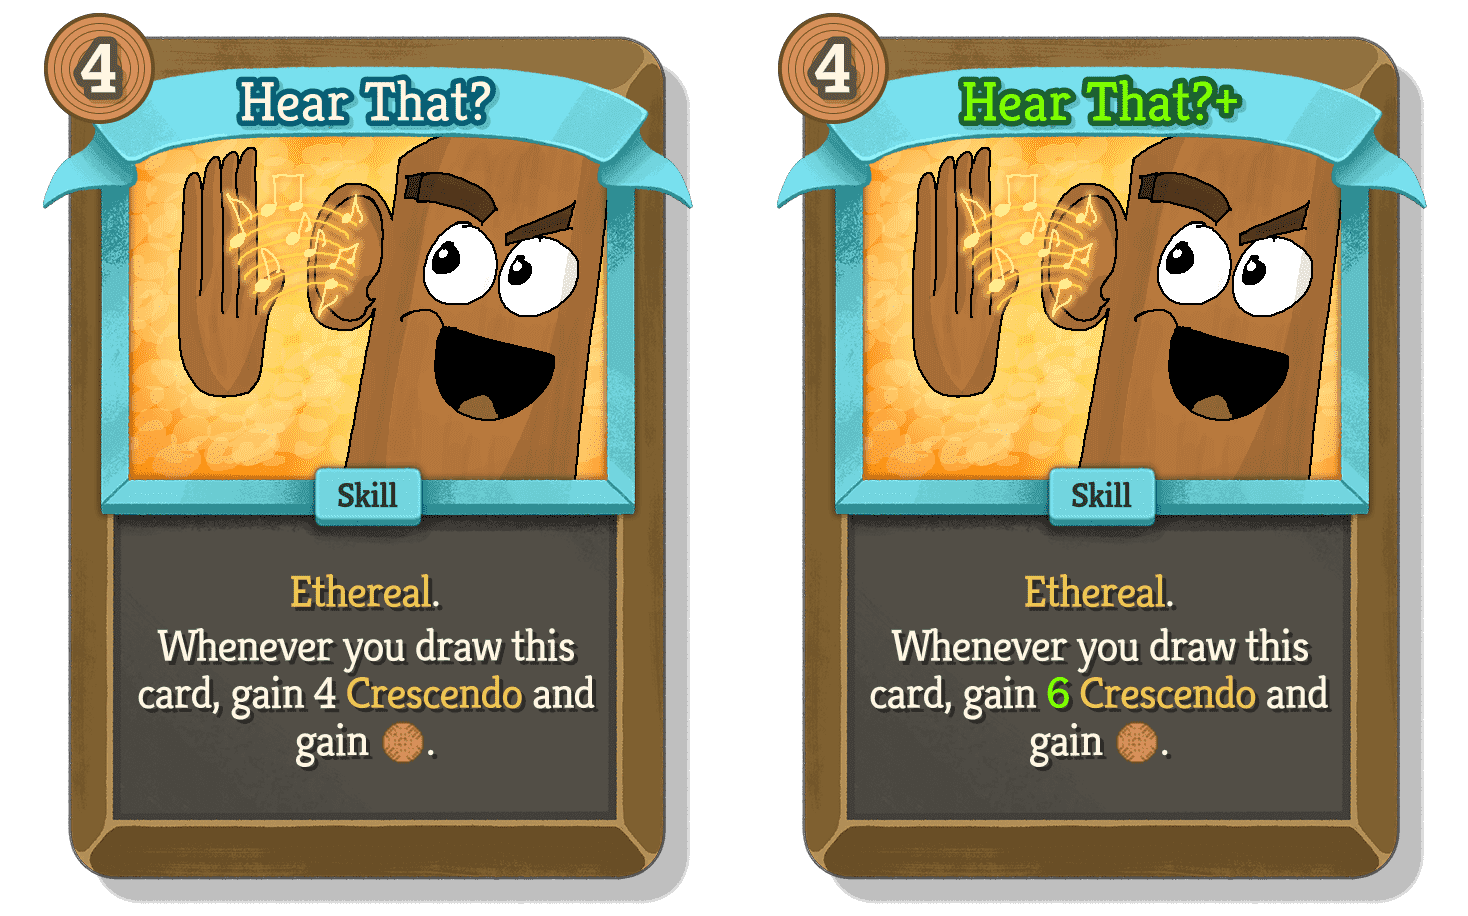 4
Hear That?
Skill
Ethereal.
Whenever you draw this
card, gain 4 Crescendo and
gain .
4
Hear That?+
Skill
Ethereal.
Whenever you draw this
card, gain 6 Crescendo and
gain .